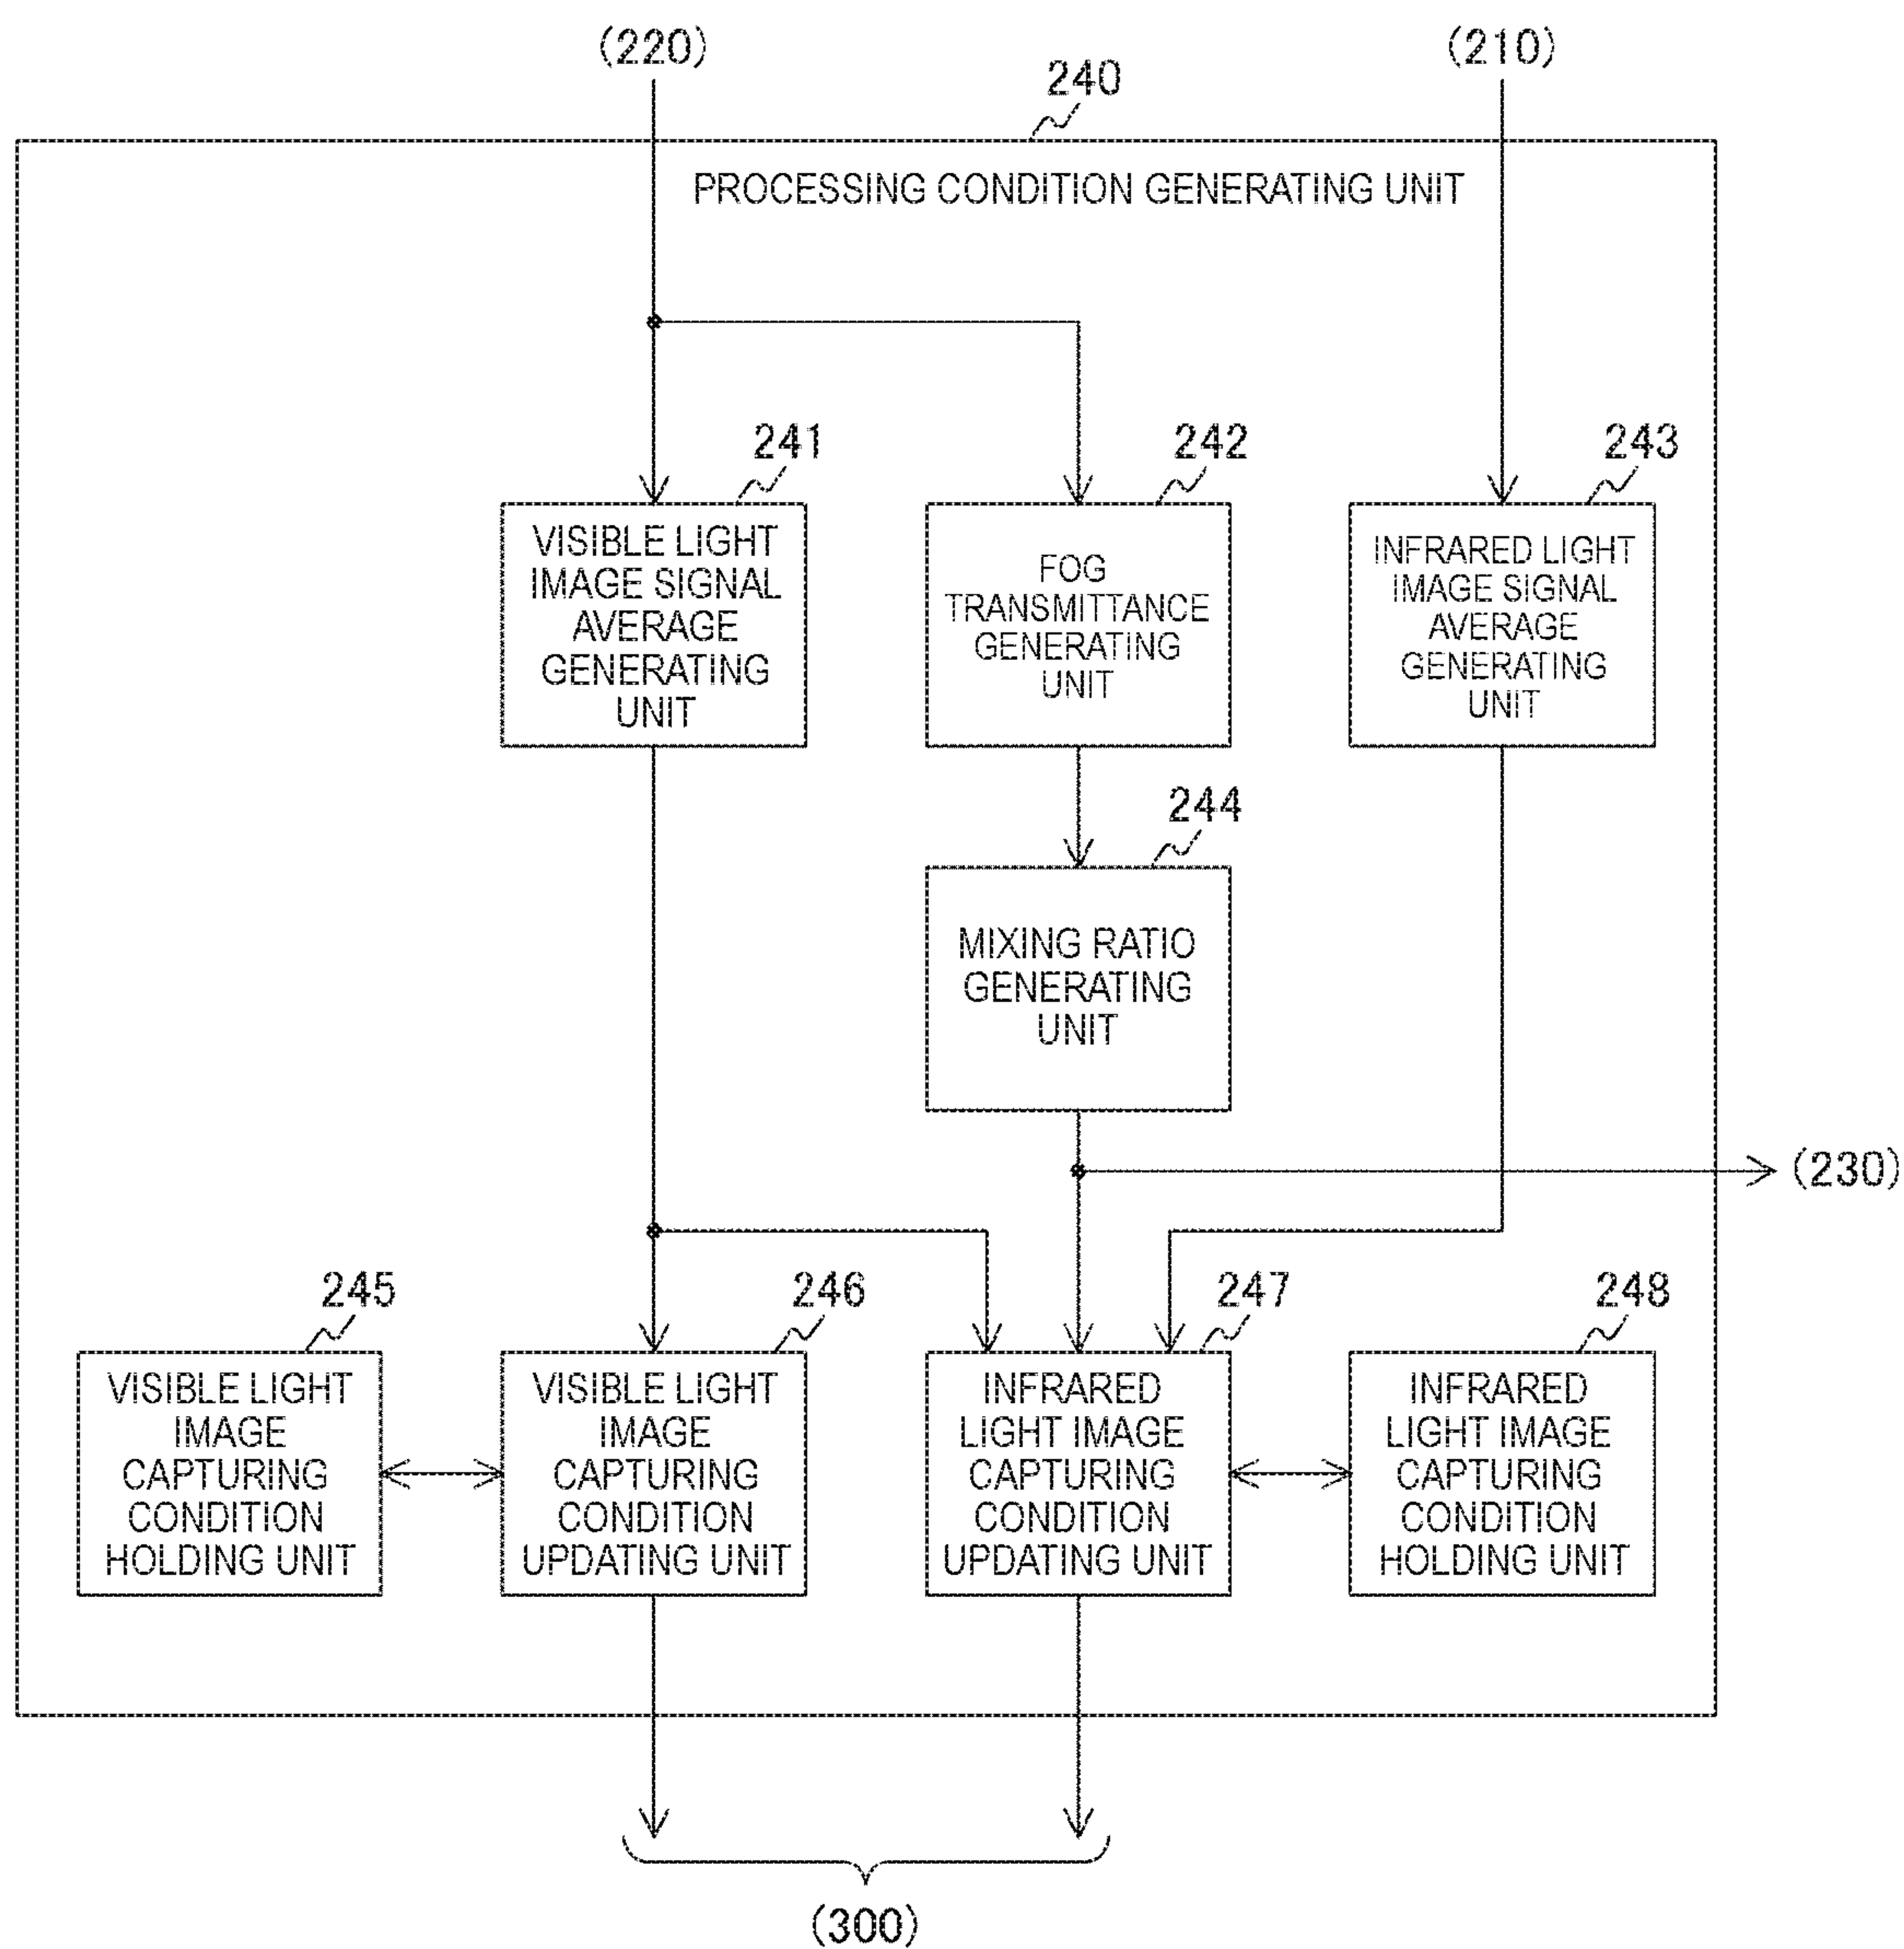 (220)
(210)
240
PROCESSING CONDITION GENERATING UNIT
241
242
243
VISIBLE LIGHT
IMAGE SIGNAL
AVERAGE
GENERATING
UNIT
FOG
TRANSMITTANCE
GENERATING
UNIT
INFRARED LIGHT
IMAGE SIGNAL
AVERAGE
GENERATING
UNIT
244
MIXING RATIO
GENERATING
UNIT
(230)
245
246
247
248
VISIBLE LIGHT
IMAGE
CAPTURING
CONDITION
HOLDING UNIT
VISIBLE LIGHT
IMAGE
CAPTURING
CONDITION
UPDATING UNIT
INFRARED
LIGHT IMAGE
CAPTURING
CONDITION
UPDATING UNIT
INFRARED
LIGHT IMAGE
CAPTURING
CONDITION
HOLDING UNIT
(300)